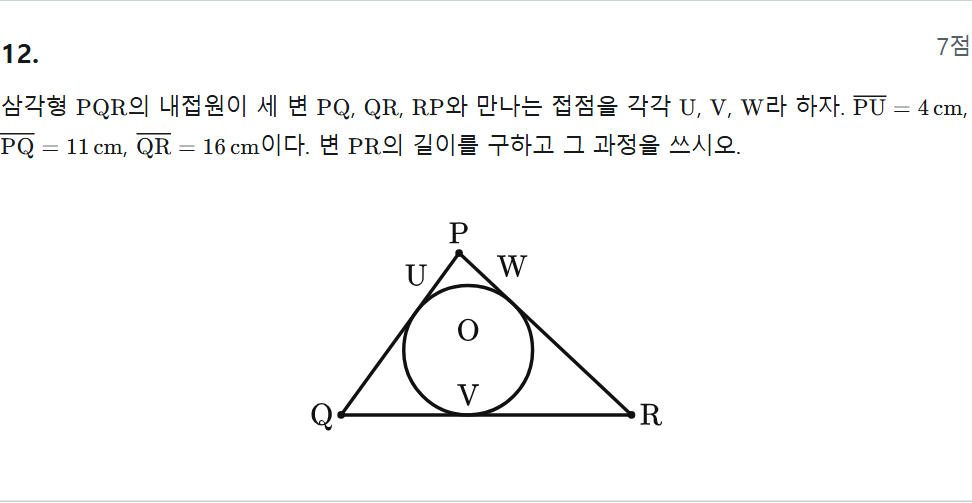 12.
7점
삼각형 PQR의 내접원이 세 변 PQ, QR, RP와 만나는 접점을 각각 U, V, W라 하자. $\overline{PU}$ = 4 cm,
$\overline{PQ}$ = 11 cm, $\overline{QR}$ = 16 cm이다. 변 PR의 길이를 구하고 그 과정을 쓰시오.
P
U
W
O
V
Q
R